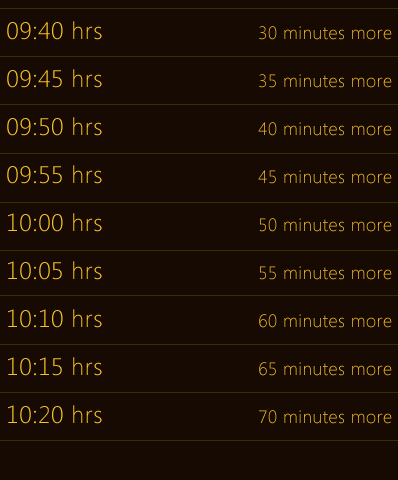 09:40 hrs 30 minutes more
09:45 hrs 35 minutes more
09:50 hrs 40 minutes more
09:55 hrs 45 minutes more
10:00 hrs 50 minutes more
10:05 hrs 55 minutes more
10:10 hrs 60 minutes more
10:15 hrs 65 minutes more
10:20 hrs 70 minutes more